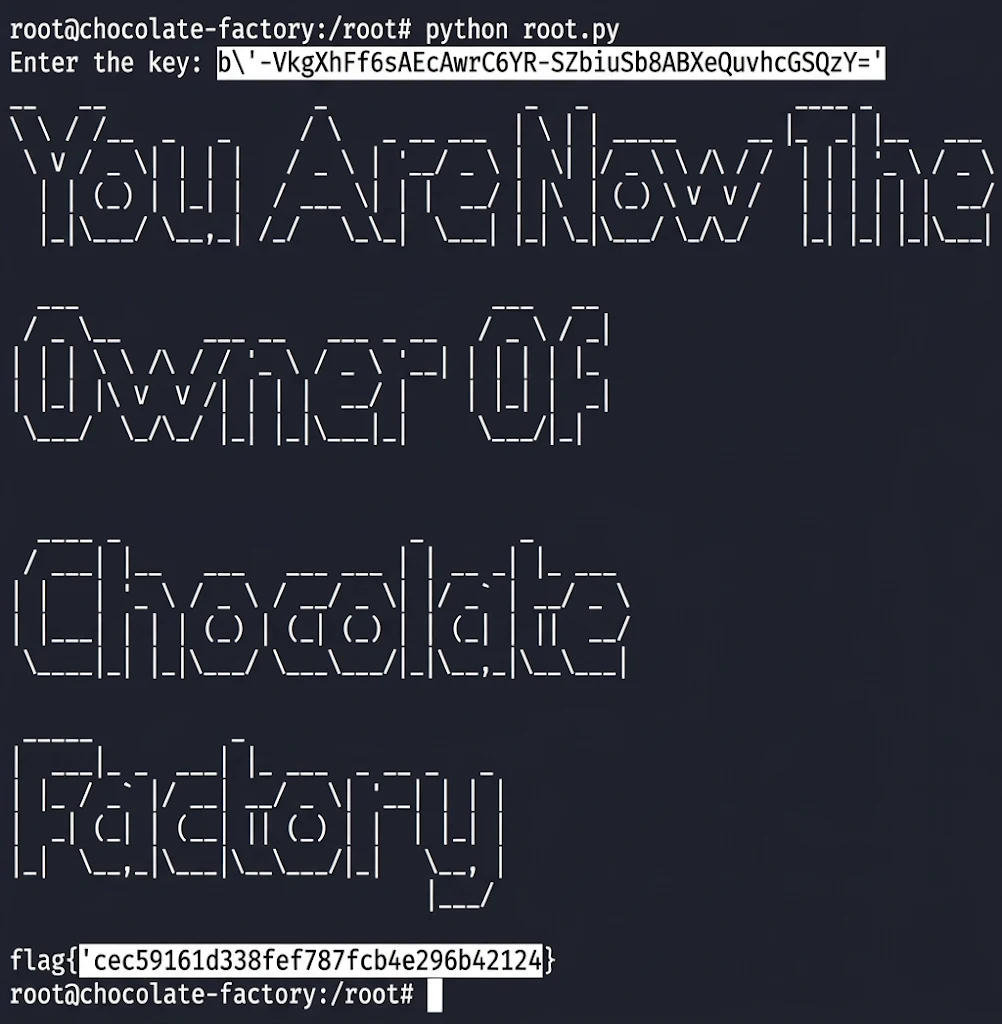 root@chocolate-factory:/root# python root.py
Enter the key: b\'-VkgXhFf6sAEcAwrC6YR-SZbiuSb8ABXeQuvhcGSQzY='
You Are Now The
Owner Of
Chocolate
Factory
flag{'cec59161d338fef787fcb4e296b42124}
root@chocolate-factory:/root#